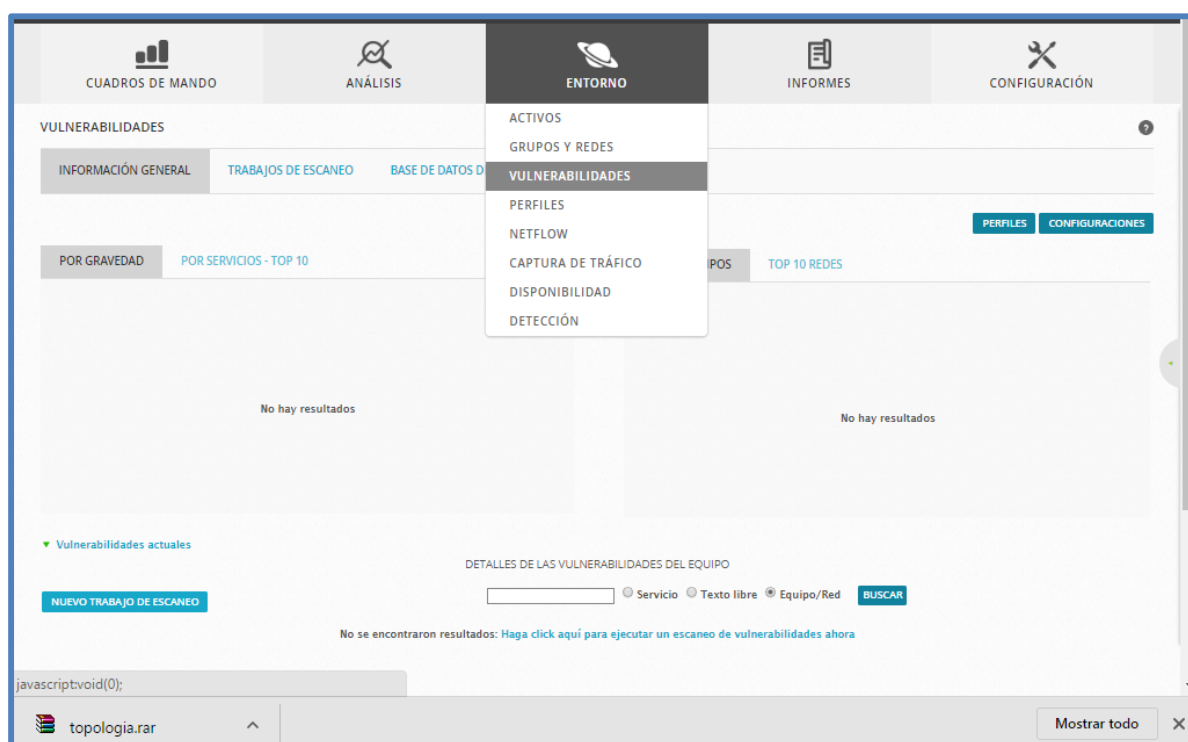 CUADROS DE MANDO
ANÁLISIS
ENTORNO
INFORMES
CONFIGURACIÓN
VULNERABILIDADES
ACTIVOS
GRUPOS Y REDES
VULNERABILIDADES
PERFILES
NETFLOW
CAPTURA DE TRÁFICO
DISPONIBILIDAD
DETECCIÓN
INFORMACIÓN GENERAL
TRABAJOS DE ESCANEO
BASE DE DATOS
PERFILES
CONFIGURACIONES
POR GRAVEDAD
POR SERVICIOS - TOP 10
TOP 10 REDES
No hay resultados
No hay resultados
Vulnerabilidades actuales
DETALLES DE LAS VULNERABILIDADES DEL EQUIPO
NUEVO TRABAJO DE ESCANEO
Servicio Texto libre Equipo/Red BUSCAR
No se encontraron resultados: Haga click aquí para ejecutar un escaneo de vulnerabilidades ahora
javascript:void(0);
topologia.rar
Mostrar todo